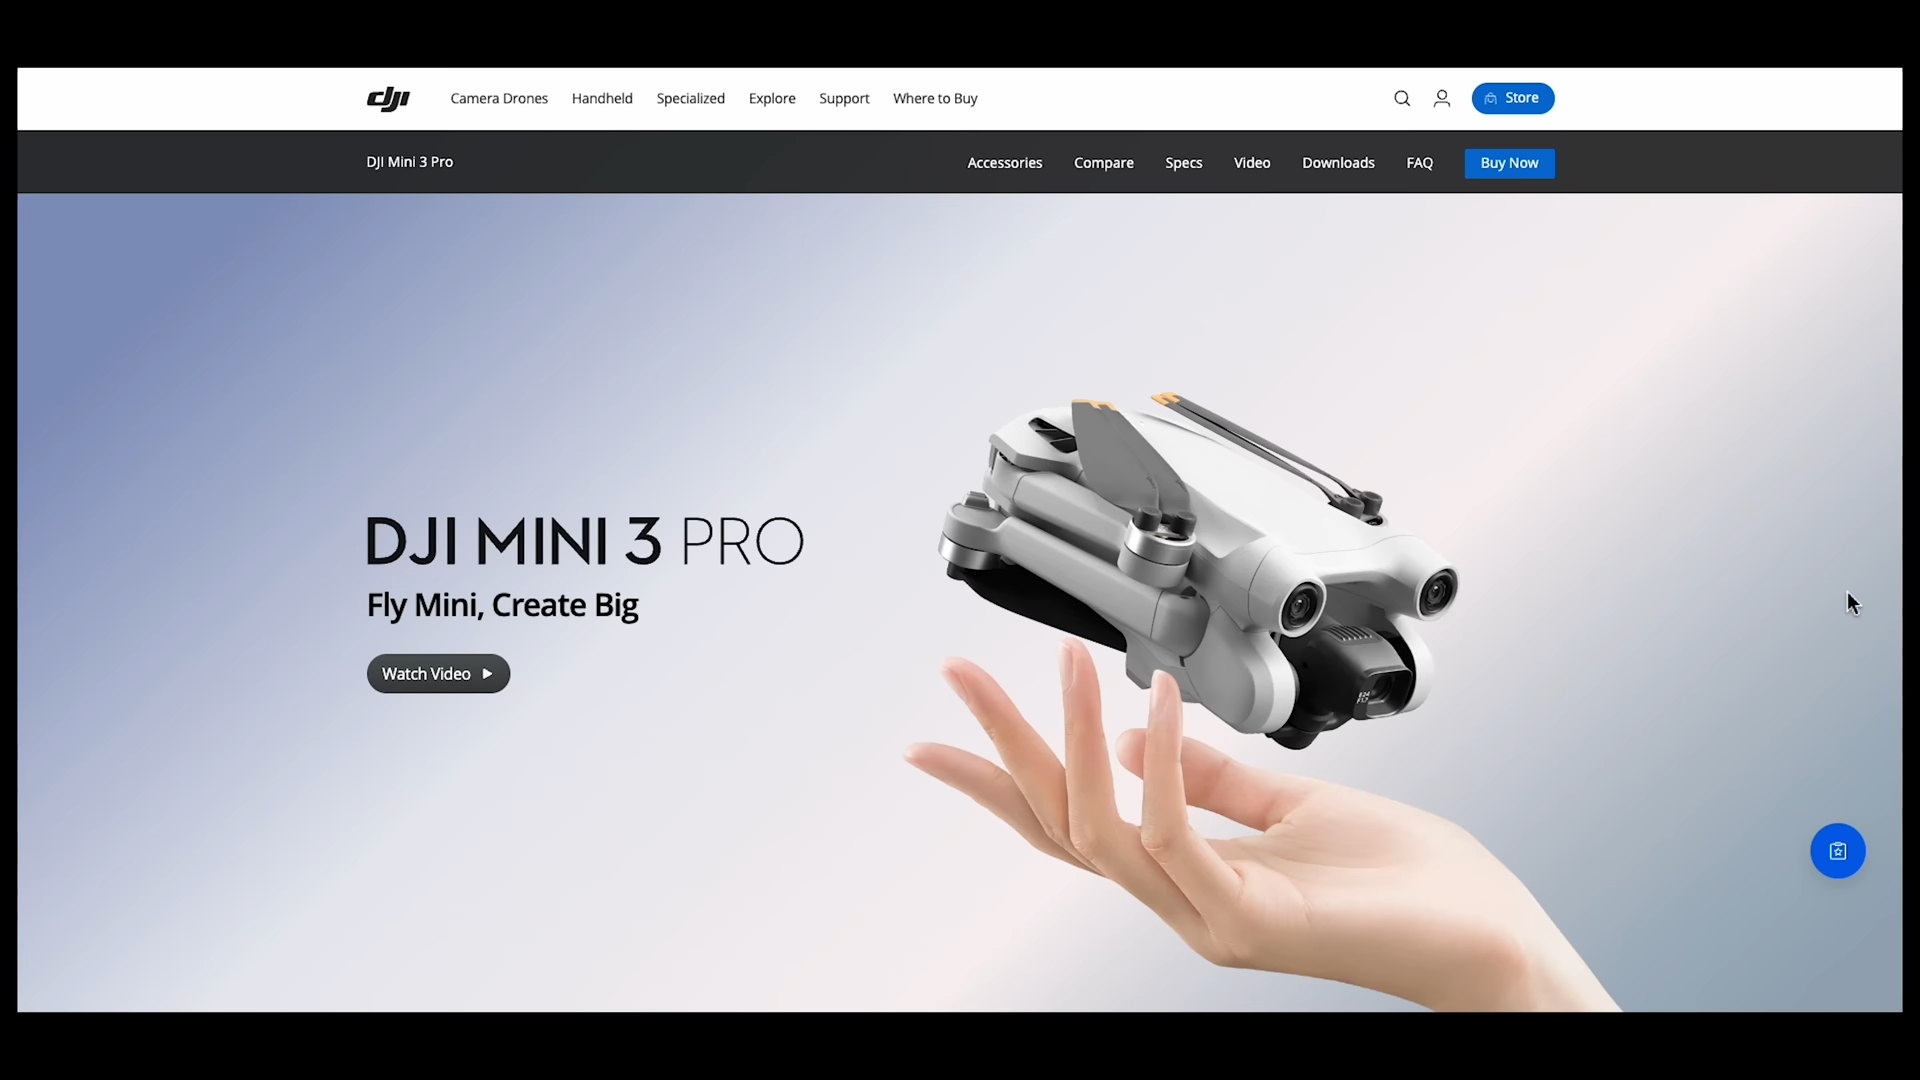 dji Camera Drones Handheld Specialized Explore Support Where to Buy Store
DJI Mini 3 Pro Accessories Compare Specs Video Downloads FAQ Buy Now
DJI MINI 3 PRO
Fly Mini, Create Big
Watch Video